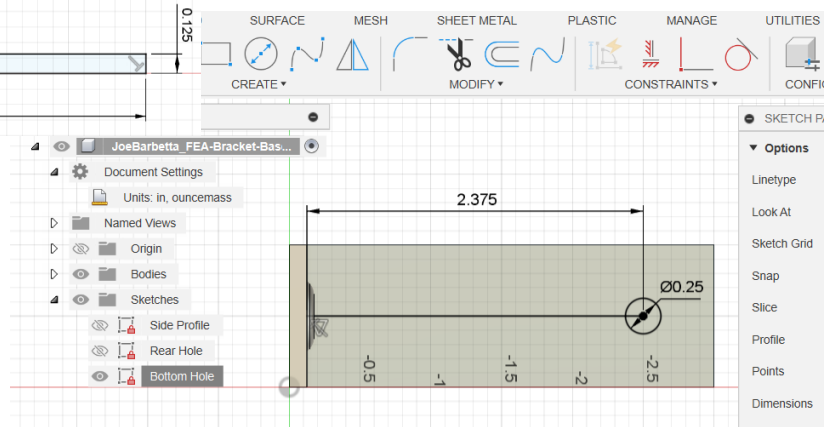 0.125
SURFACE MESH SHEET METAL PLASTIC MANAGE UTILITIES
CREATE ▾ MODIFY ▾ CONSTRAINTS ▾ CONFIG
JoeBarbetta_FEA-Bracket-Bas...
Document Settings
Units: in, ouncemass
Named Views
Origin
Bodies
Sketches
Side Profile
Rear Hole
Bottom Hole
2.375
Ø0.25
-0.5 -1 -1.5 -2 -2.5
SKETCH PA
Options
Linetype
Look At
Sketch Grid
Snap
Slice
Profile
Points
Dimensions